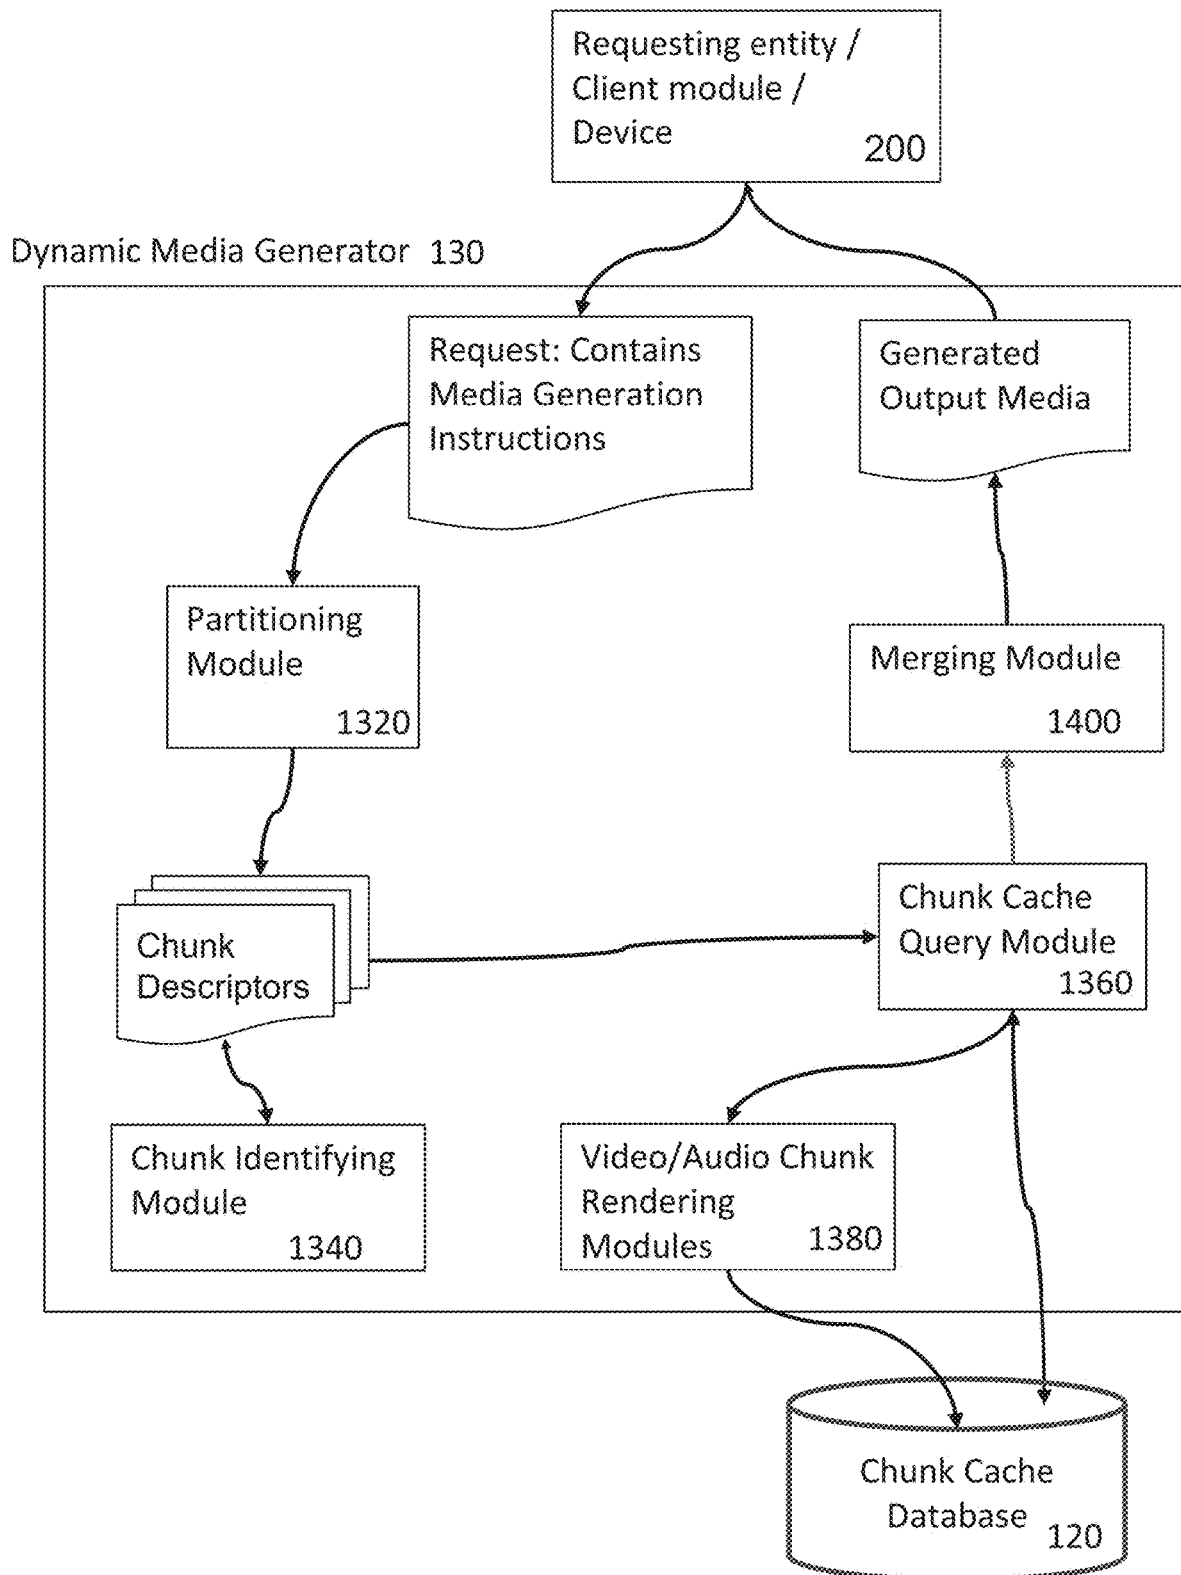 Requesting entity /
Client module /
Device
200
Dynamic Media Generator 130
Request: Contains
Media Generation
Instructions
Generated
Output Media
Partitioning
Module
1320
Merging Module
1400
Chunk
Descriptors
Chunk Cache
Query Module
1360
Chunk Identifying
Module
1340
Video/Audio Chunk
Rendering
Modules 1380
Chunk Cache
Database
120